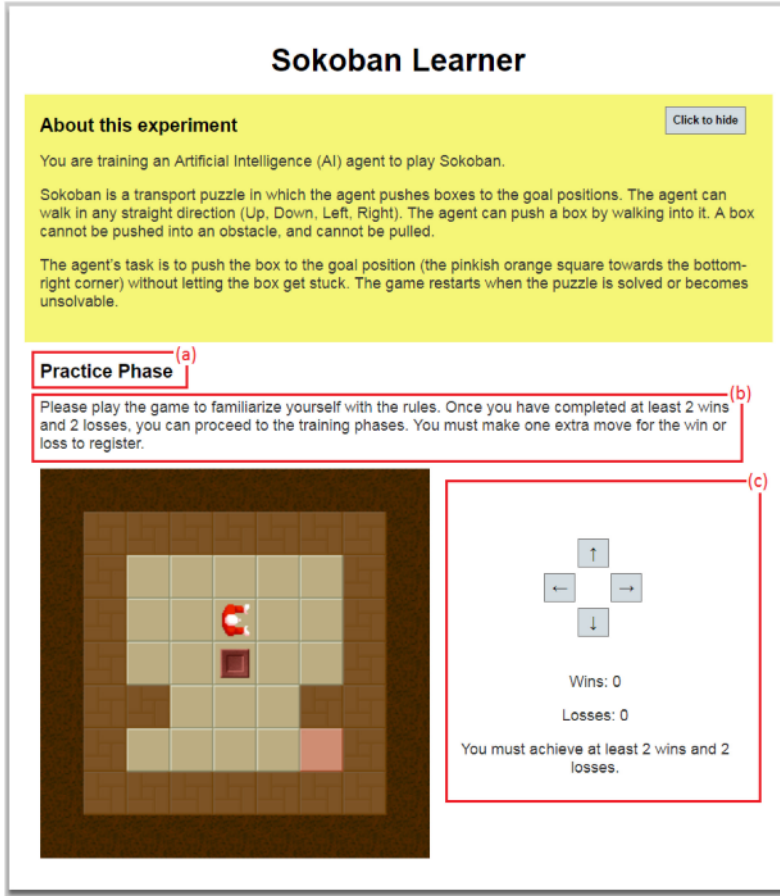 Sokoban Learner
About this experiment
Click to hide
You are training an Artificial Intelligence (AI) agent to play Sokoban.
Sokoban is a transport puzzle in which the agent pushes boxes to the goal positions. The agent can
walk in any straight direction (Up, Down, Left, Right). The agent can push a box by walking into it. A box
cannot be pushed into an obstacle, and cannot be pulled.
The agent's task is to push the box to the goal position (the pinkish orange square towards the bottom-
right corner) without letting the box get stuck. The game restarts when the puzzle is solved or becomes
unsolvable.
(a)
Practice Phase
(b)
Please play the game to familiarize yourself with the rules. Once you have completed at least 2 wins
and 2 losses, you can proceed to the training phases. You must make one extra move for the win or
loss to register.
(c)
↑
← →
↓
Wins: 0
Losses: 0
You must achieve at least 2 wins and 2
losses.